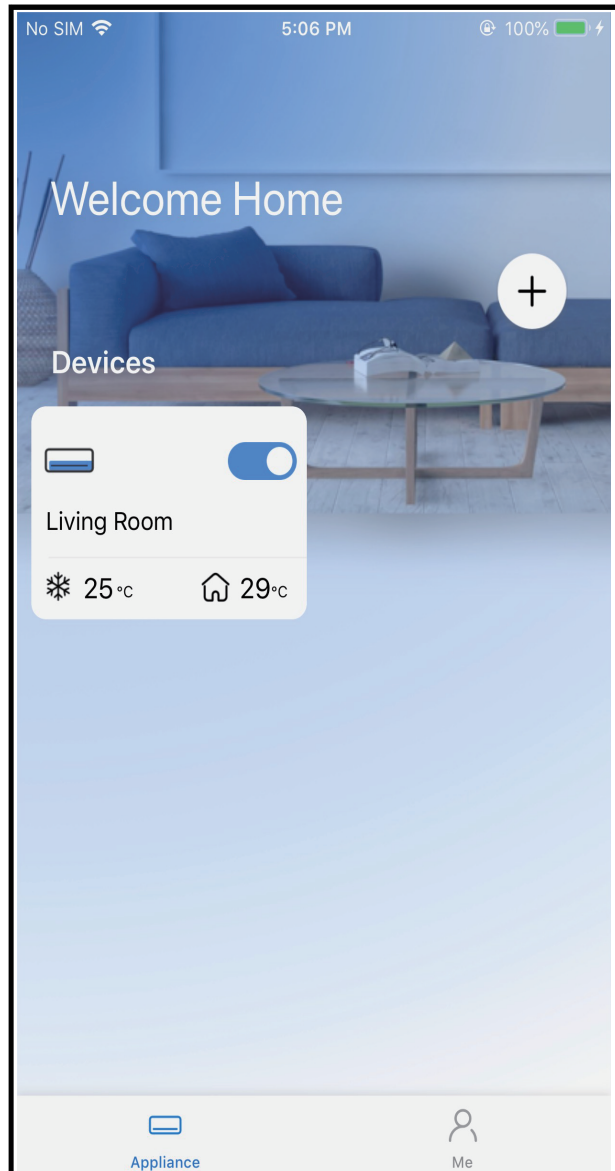 No SIM 5:06 PM 100%
Welcome Home
Devices
Living Room
25 °C 29 °C
Appliance Me